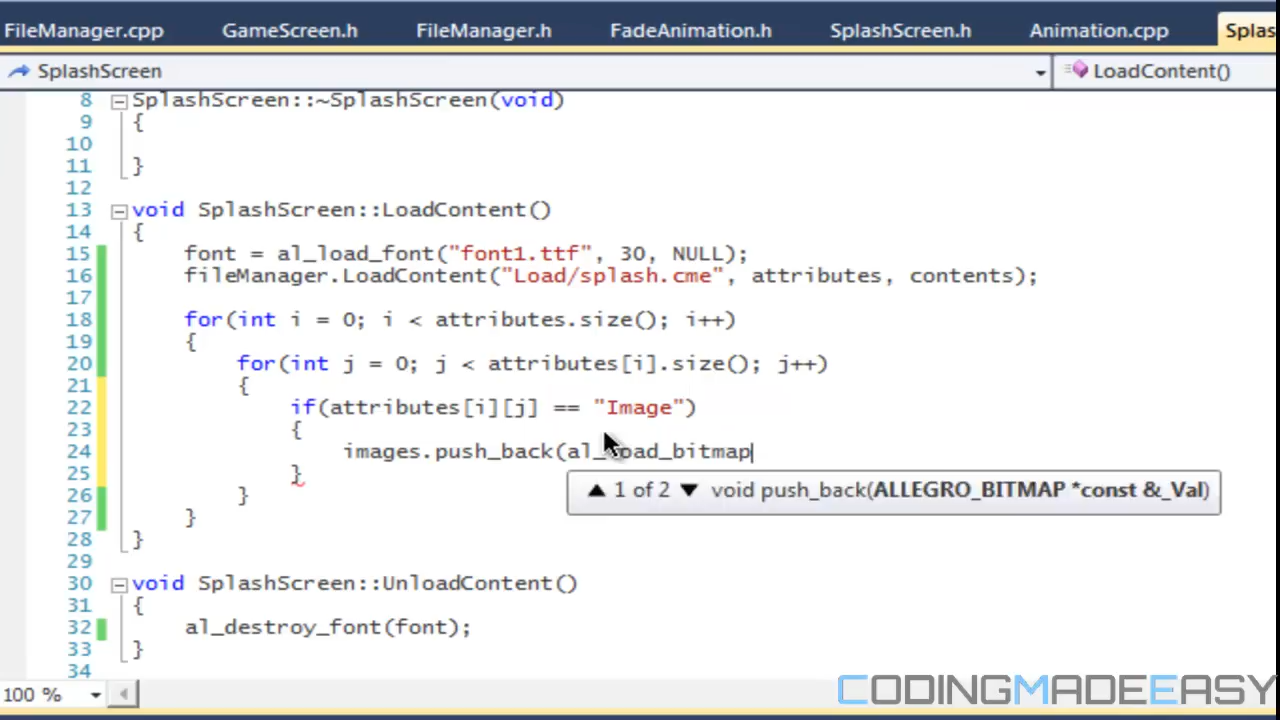 FileManager.cpp GameScreen.h FileManager.h FadeAnimation.h SplashScreen.h Animation.cpp Splas
SplashScreen LoadContent()
8 SplashScreen::~SplashScreen(void)
9 {
10
11 }
12
13 void SplashScreen::LoadContent()
14 {
15 font = al_load_font("font1.ttf", 30, NULL);
16 fileManager.LoadContent("Load/splash.cme", attributes, contents);
17
18 for(int i = 0; i < attributes.size(); i++)
19 {
20 for(int j = 0; j < attributes[i].size(); j++)
21 {
22 if(attributes[i][j] == "Image")
23 {
24 images.push_back(al_load_bitmap
25 }
1 of 2 void push_back(ALLEGRO_BITMAP *const &_Val)
26 }
27 }
28 }
29
30 void SplashScreen::UnloadContent()
31 {
32 al_destroy_font(font);
33 }
34
100 %
CODINGMADEEASY